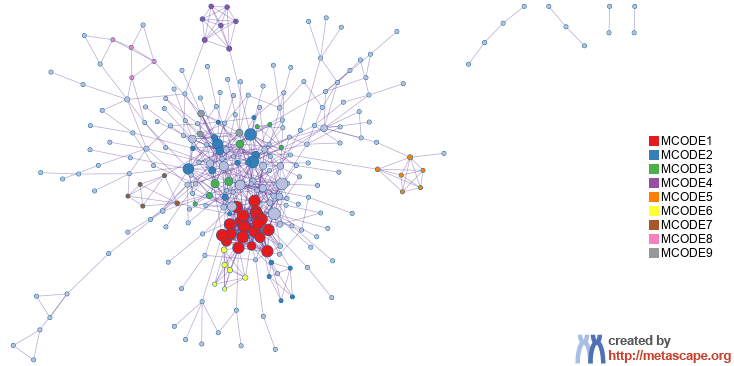 MCODE1
MCODE2
MCODE3
MCODE4
MCODE5
MCODE6
MCODE7
MCODE8
MCODE9
created by
http://metascape.org